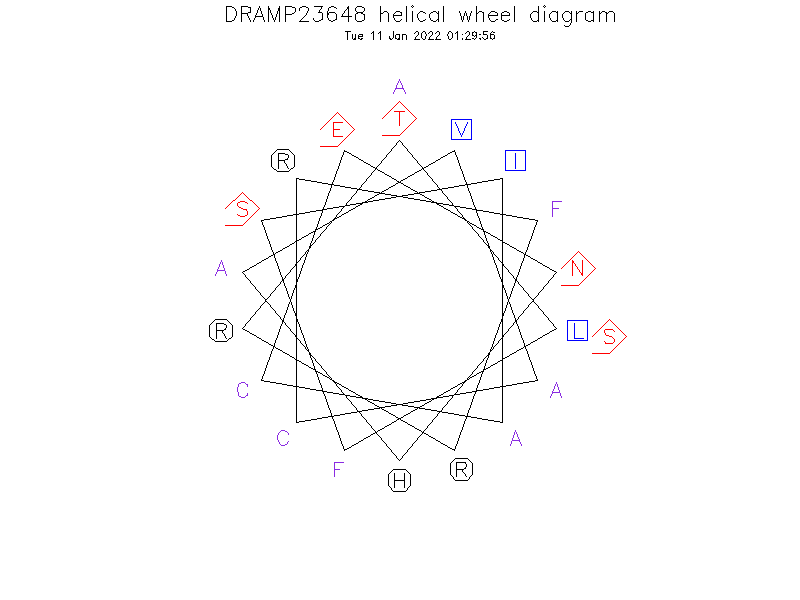 DRAMP23648 helical wheel diagram
Tue 11 Jan 2022 01:29:56
A
E T V
R I
S F
A N
R L S
C A
C A
F H R